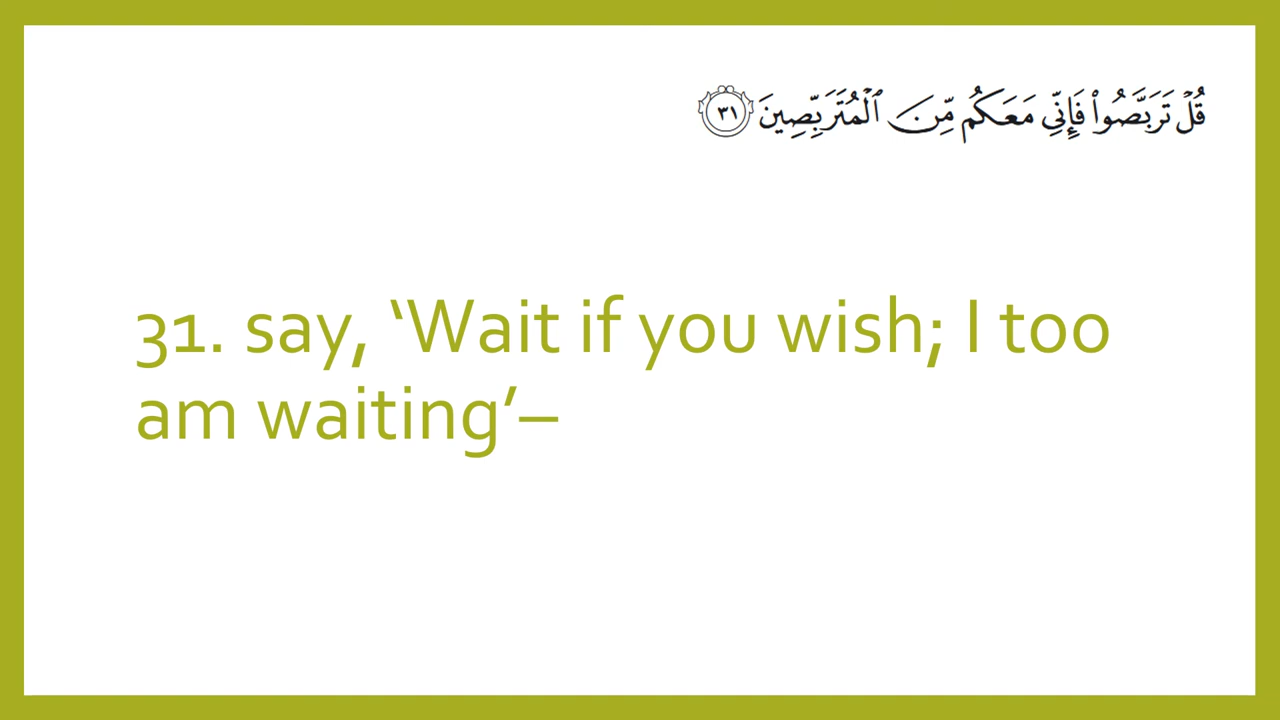 قُلْ تَرَبَّصُوا۟ فَإِنِّى مَعَكُم مِّنَ ٱلْمُتَرَبِّصِينَ ٣١
31. say, ‘Wait if you wish; I too
am waiting’–